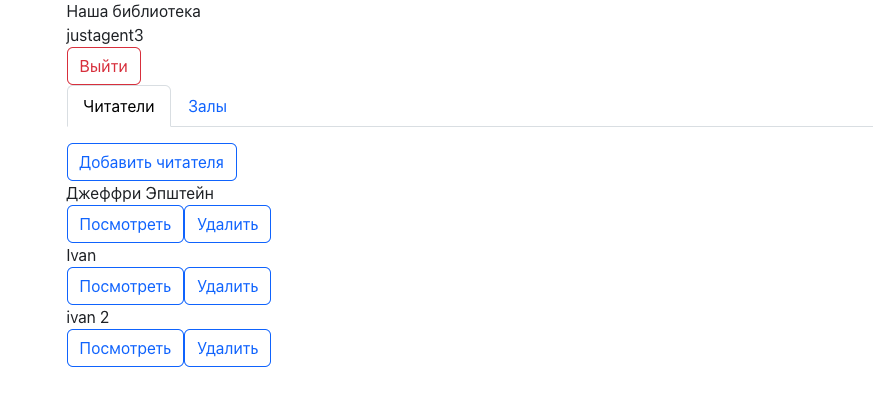 Наша библиотека
justagent3
Выйти
Читатели Залы
Добавить читателя
Джеффри Эпштейн
Посмотреть Удалить
Ivan
Посмотреть Удалить
ivan 2
Посмотреть Удалить